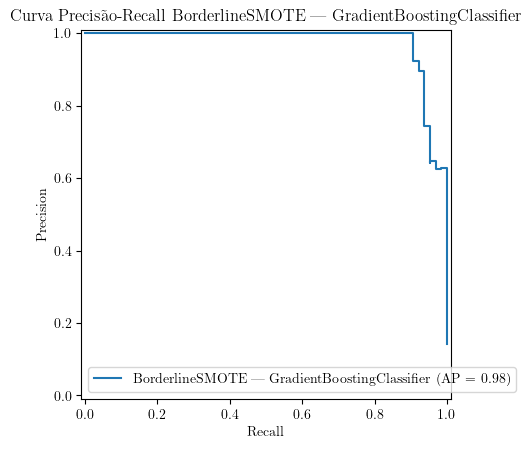 Curva Precisão-Recall BorderlineSMOTE — GradientBoostingClassifier
1.0
0.8
0.6
0.4
0.2
0.0
Precision
BorderlineSMOTE — GradientBoostingClassifier (AP = 0.98)
0.0 0.2 0.4 0.6 0.8 1.0
Recall